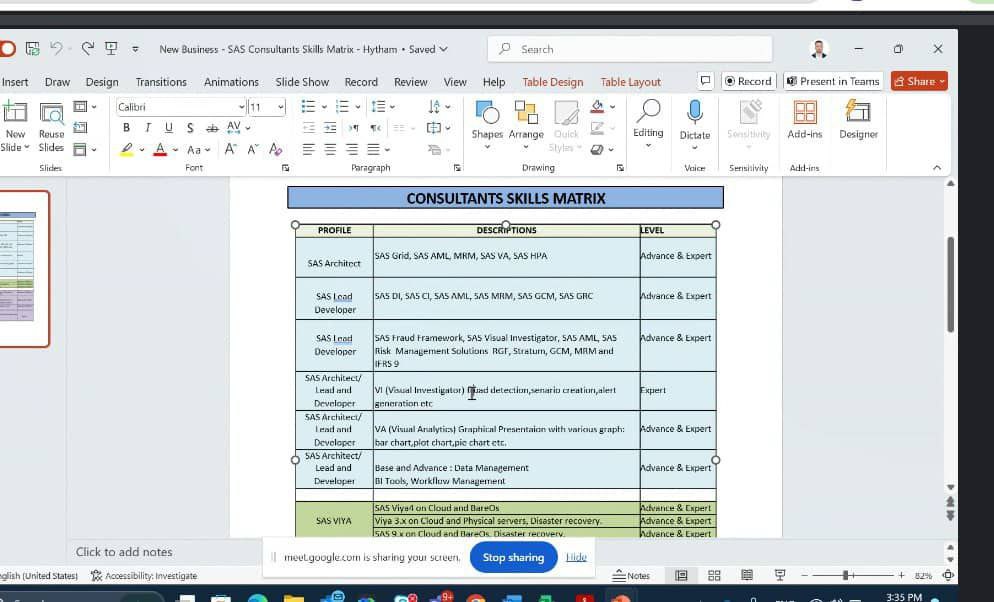 New Business - SAS Consultants Skills Matrix - Hytham • Saved
Search
Insert Draw Design Transitions Animations Slide Show Record Review View Help Table Design Table Layout
Record
Present in Teams
Share
New Slide
Reuse Slides
Slides
Calibri 11
B I U S ab AV
Aa A A
Font
Paragraph
Shapes Arrange Quick Styles
Drawing
Editing
Dictate
Voice
Sensitivity
Sensitivity
Add-ins
Add-ins
Designer
CONSULTANTS SKILLS MATRIX
PROFILE DESCRIPTIONS LEVEL
SAS Architect SAS Grid, SAS AML, MRM, SAS VA, SAS HPA Advance & Expert
SAS Lead Developer SAS DI, SAS CI, SAS AML, SAS MRM, SAS GCM, SAS GRC Advance & Expert
SAS Lead Developer SAS Fraud Framework, SAS Visual Investigator, SAS AML, SAS Advance & Expert
Risk Management Solutions RGF, Stratum, GCM, MRM and
IFRS 9
SAS Architect/
Lead and
Developer
VI (Visual Investigator) detection,senario creation,alert
generation etc
Expert
SAS Architect/
Lead and
Developer
VA (Visual Analytics) Graphical Presentaion with various graph:
bar chart,plot chart,pie chart etc.
Advance & Expert
SAS Architect/
Lead and
Developer
Base and Advance : Data Management
BI Tools, Workflow Management
Advance & Expert
SAS VIYA
SAS Viya4 on Cloud and BareOs Advance & Expert
Viya 3.x on Cloud and Physical servers, Disaster recovery. Advance & Expert
SAS 9.x on Cloud and BareOs, Disaster recovery. Advance & Expert
Click to add notes
meet.google.com is sharing your screen.
Stop sharing
Hide
English (United States)
Accessibility: Investigate
Notes
82%
9+
3:35 PM